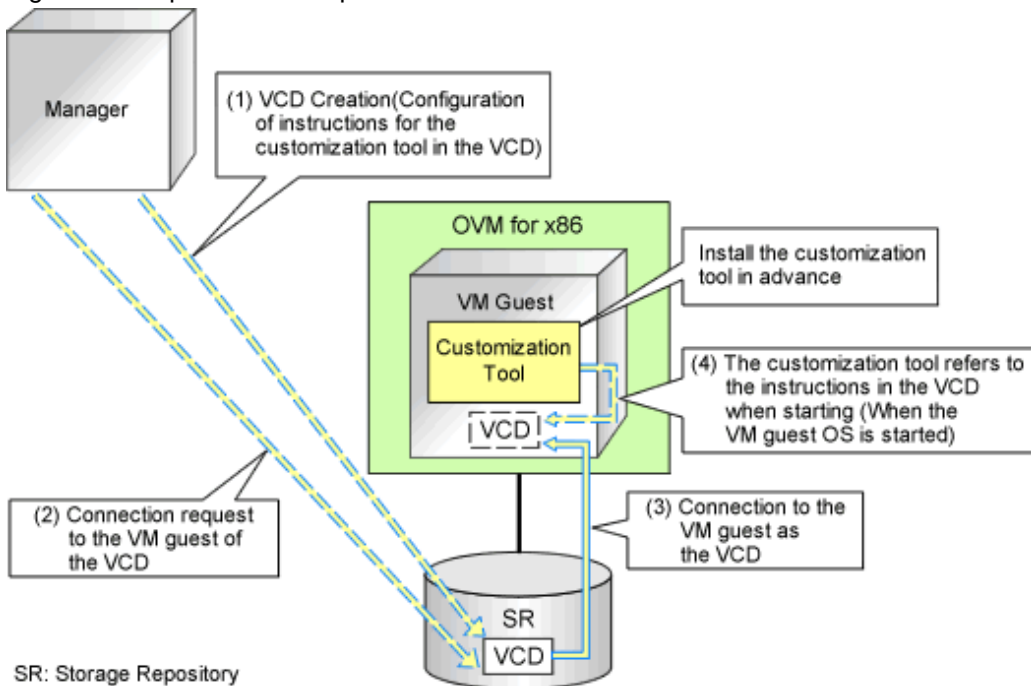 Manager
(1) VCD Creation(Configuration
of instructions for the
customization tool in the VCD)
OVM for x86
Install the customization
tool in advance
VM Guest
Customization
Tool
(4) The customization tool refers to
the instructions in the VCD
when starting (When the
VM guest OS is started)
VCD
(2) Connection request
to the VM guest of
the VCD
(3) Connection to the
VM guest as
the VCD
SR
VCD
SR: Storage Repository